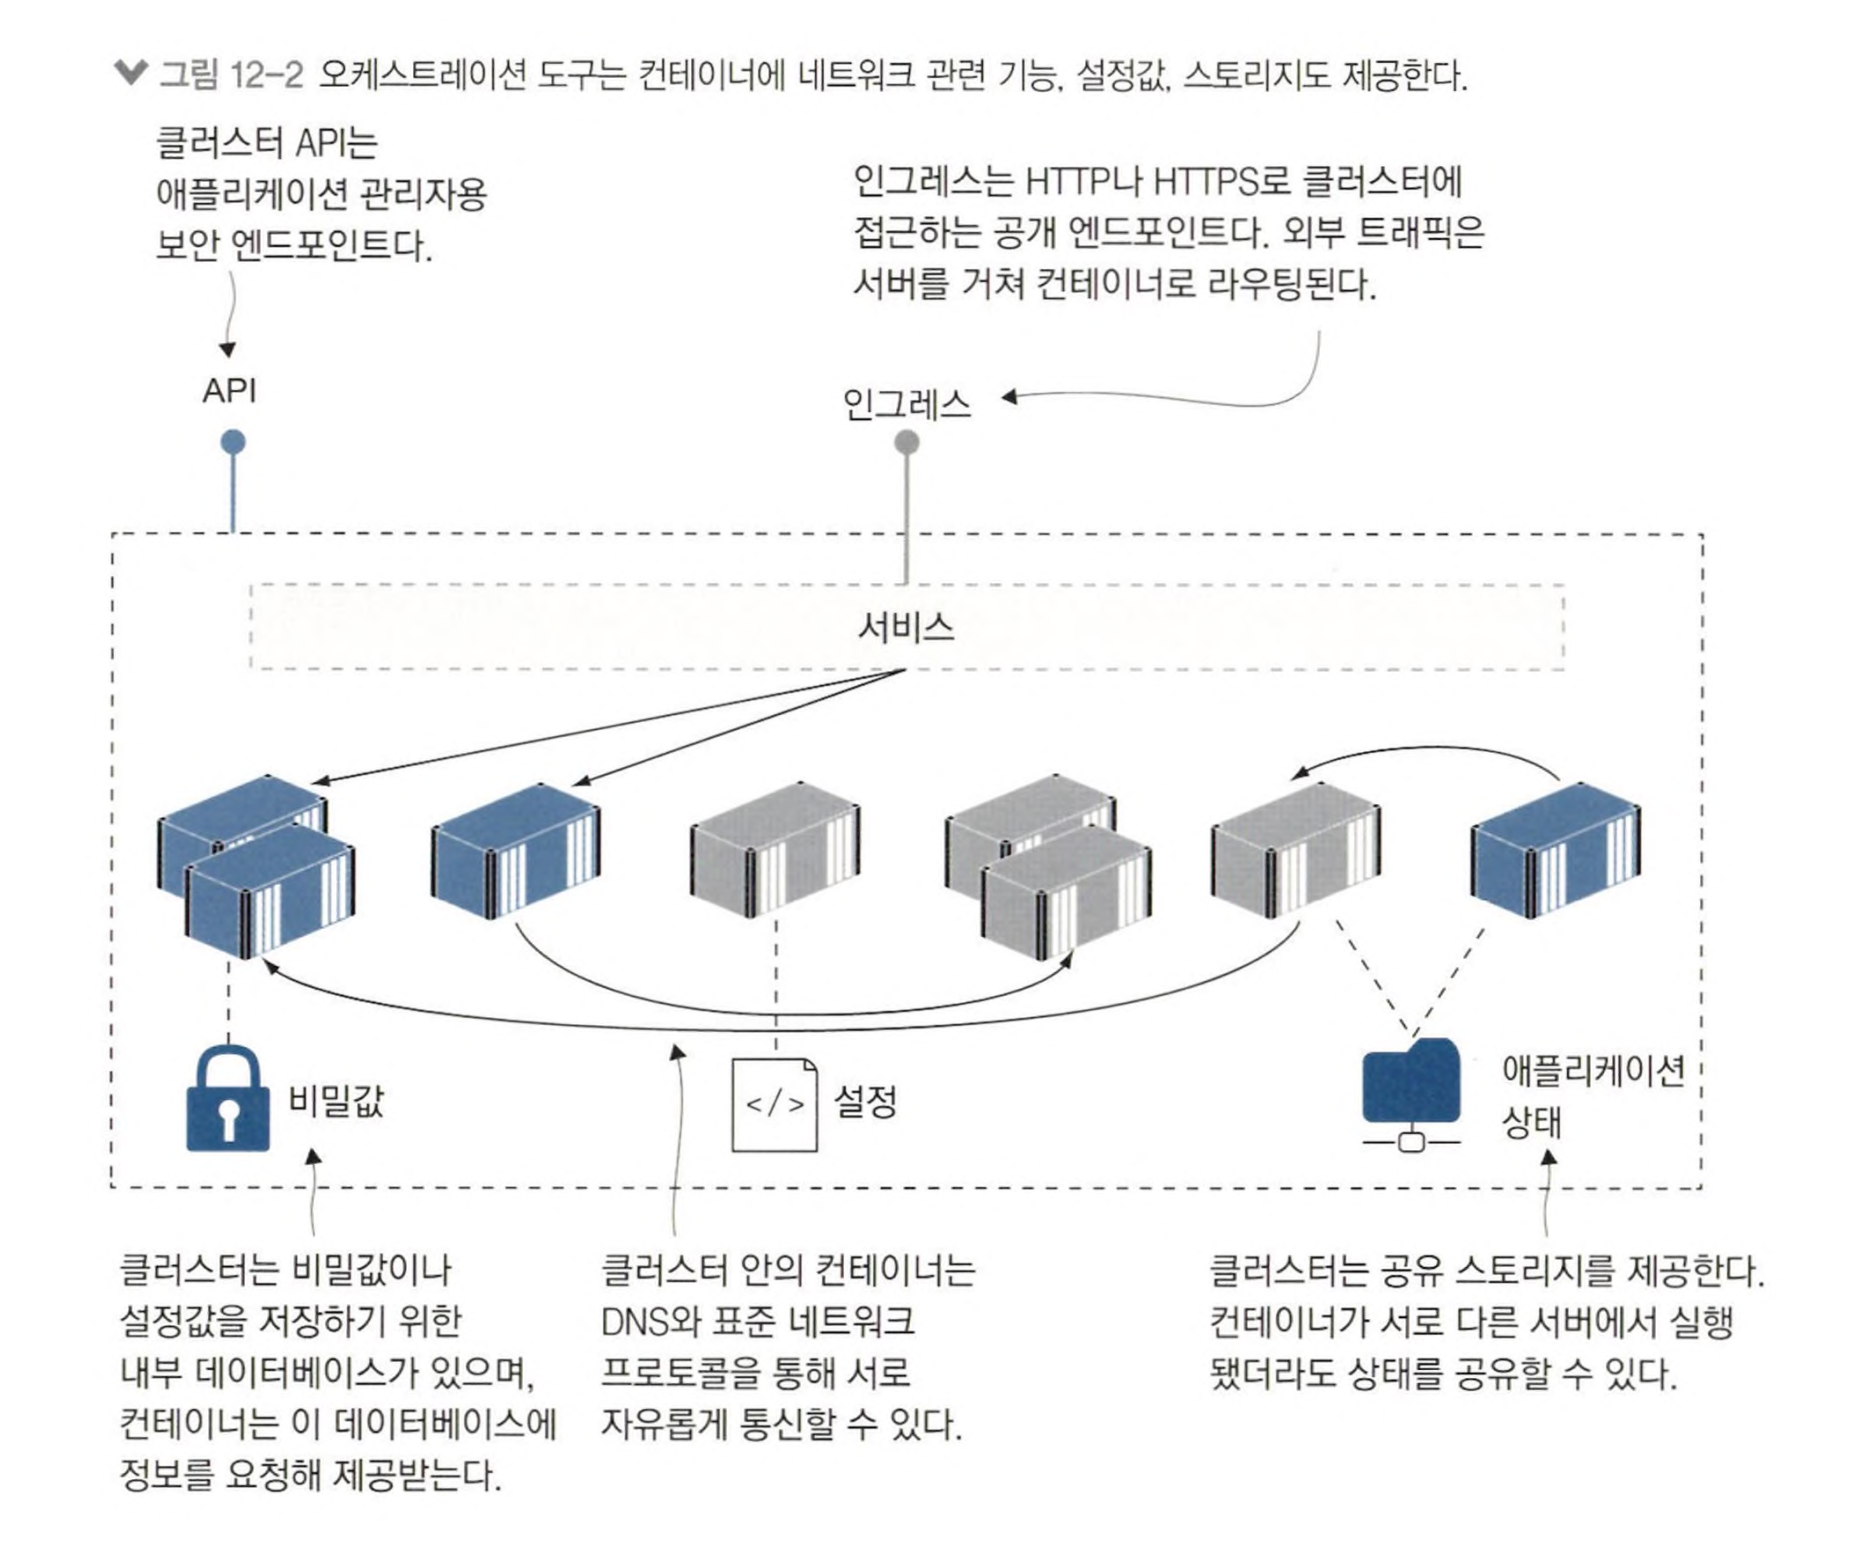 그림 12-2 오케스트레이션 도구는 컨테이너에 네트워크 관련 기능, 설정값, 스토리지도 제공한다.
클러스터 API는
애플리케이션 관리자용
보안 엔드포인트다.
인그레스는 HTTP나 HTTPS로 클러스터에
접근하는 공개 엔드포인트다. 외부 트래픽은
서버를 거쳐 컨테이너로 라우팅된다.
API
인그레스
서비스
비밀값
</>
설정
애플리케이션
상태
클러스터는 비밀값이나
설정값을 저장하기 위한
내부 데이터베이스가 있으며,
컨테이너는 이 데이터베이스에
정보를 요청해 제공받는다.
클러스터 안의 컨테이너는
DNS와 표준 네트워크
프로토콜을 통해 서로
자유롭게 통신할 수 있다.
클러스터는 공유 스토리지를 제공한다.
컨테이너가 서로 다른 서버에서 실행
됐더라도 상태를 공유할 수 있다.